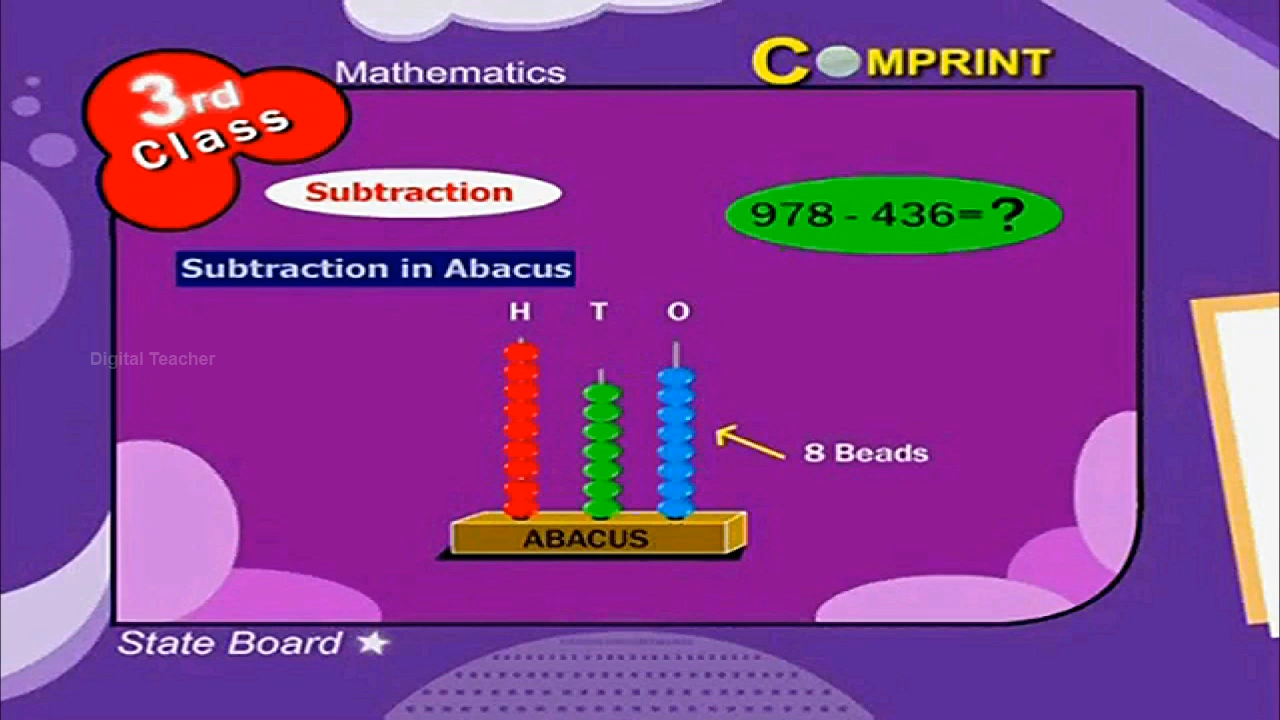 Mathematics
COMPRINT
3rd
Class
Subtraction
978 - 436=?
Subtraction in Abacus
H T O
Digital Teacher
8 Beads
ABACUS
State Board